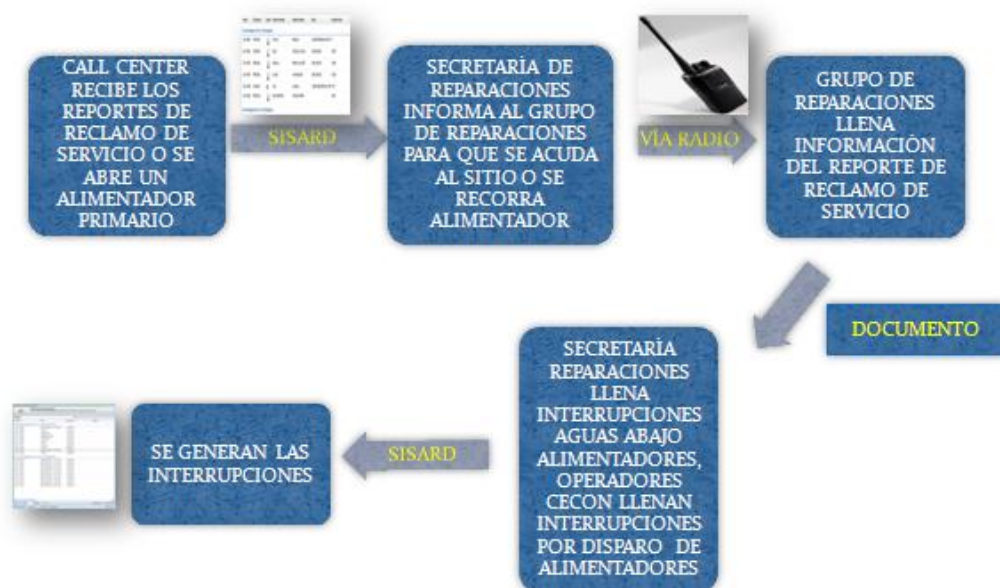 CALL CENTER
RECIBE LOS
REPORTES DE
RECLAMO DE
SERVICIO O SE
ABRE UN
ALIMENTADOR
PRIMARIO
SISARD
SECRETARÍA DE
REPARACIONES
INFORMA AL GRUPO
DE REPARACIONES
PARA QUE SE ACUDA
AL SITIO O SE
RECORRA
ALIMENTADOR
VÍA RADIO
GRUPO DE
REPARACIONES
LLENA
INFORMACIÓN
DEL REPORTE DE
RECLAMO DE
SERVICIO
DOCUMENTO
SECRETARÍA
REPARACIONES
LLENA
INTERRUPCIONES
AGUAS ABAJO
ALIMENTADORES,
OPERADORES
CECON LLENAN
INTERRUPCIONES
POR DISPARO DE
ALIMENTADORES
SISARD
SE GENERAN LAS
INTERRUPCIONES